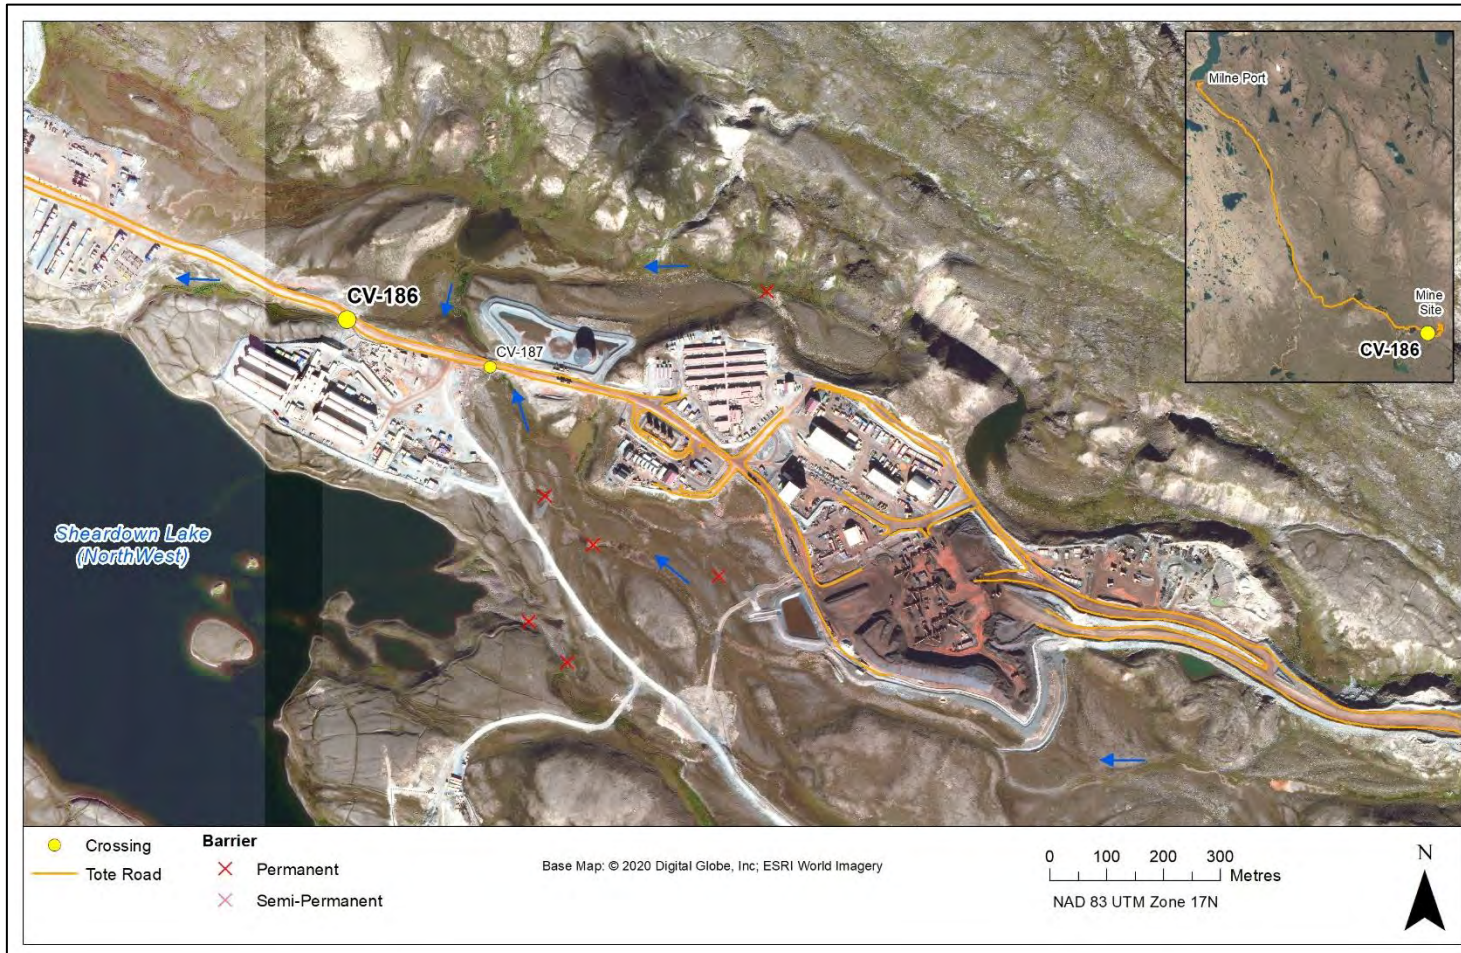 Milne Port
Mine
Site
CV-186
CV-186
CV-187
Sheardown Lake
(NorthWest)
Crossing
Tote Road
Barrier
Permanent
Semi-Permanent
Base Map: © 2020 Digital Globe, Inc; ESRI World Imagery
0 100 200 300
Metres
NAD 83 UTM Zone 17N
N